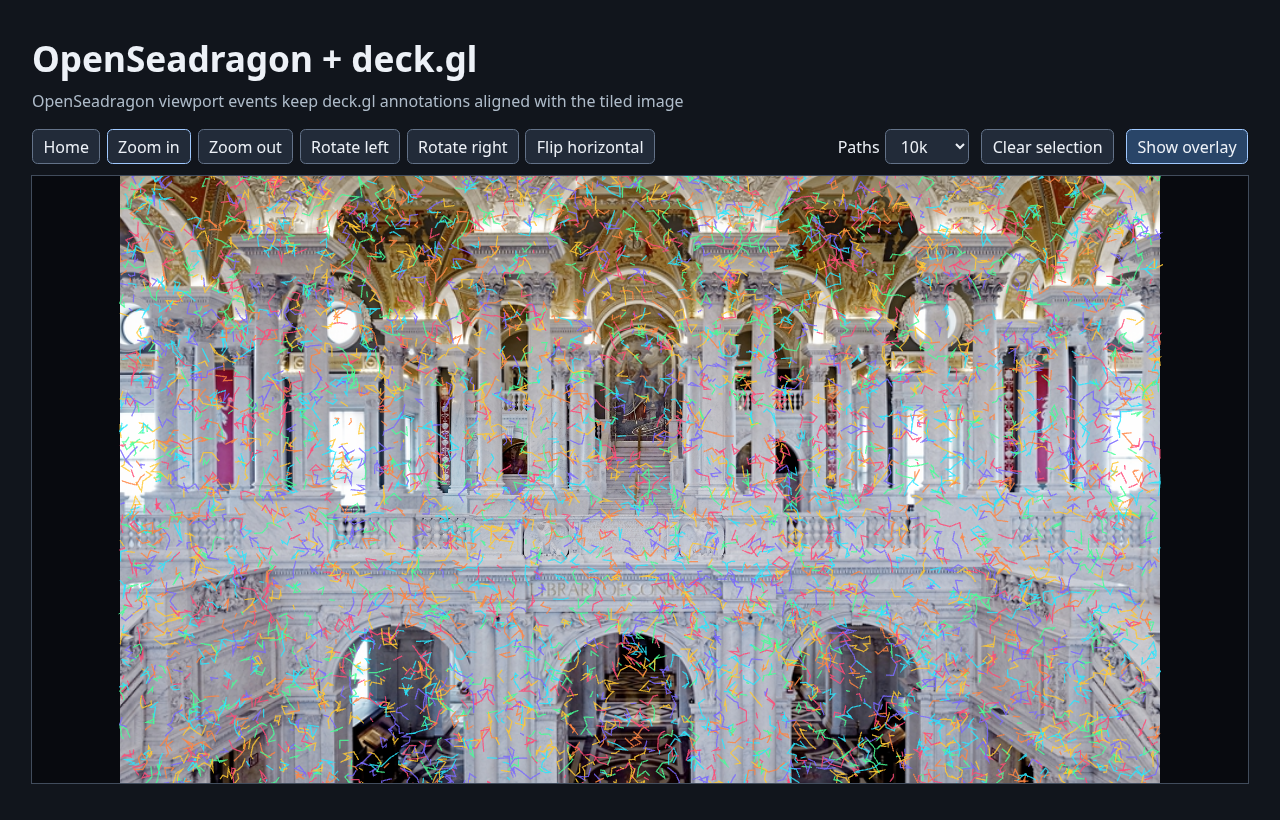 OpenSeadragon + deck.gl
OpenSeadragon viewport events keep deck.gl annotations aligned with the tiled image
Home Zoom in Zoom out Rotate left Rotate right Flip horizontal Paths 10k Clear selection Show overlay